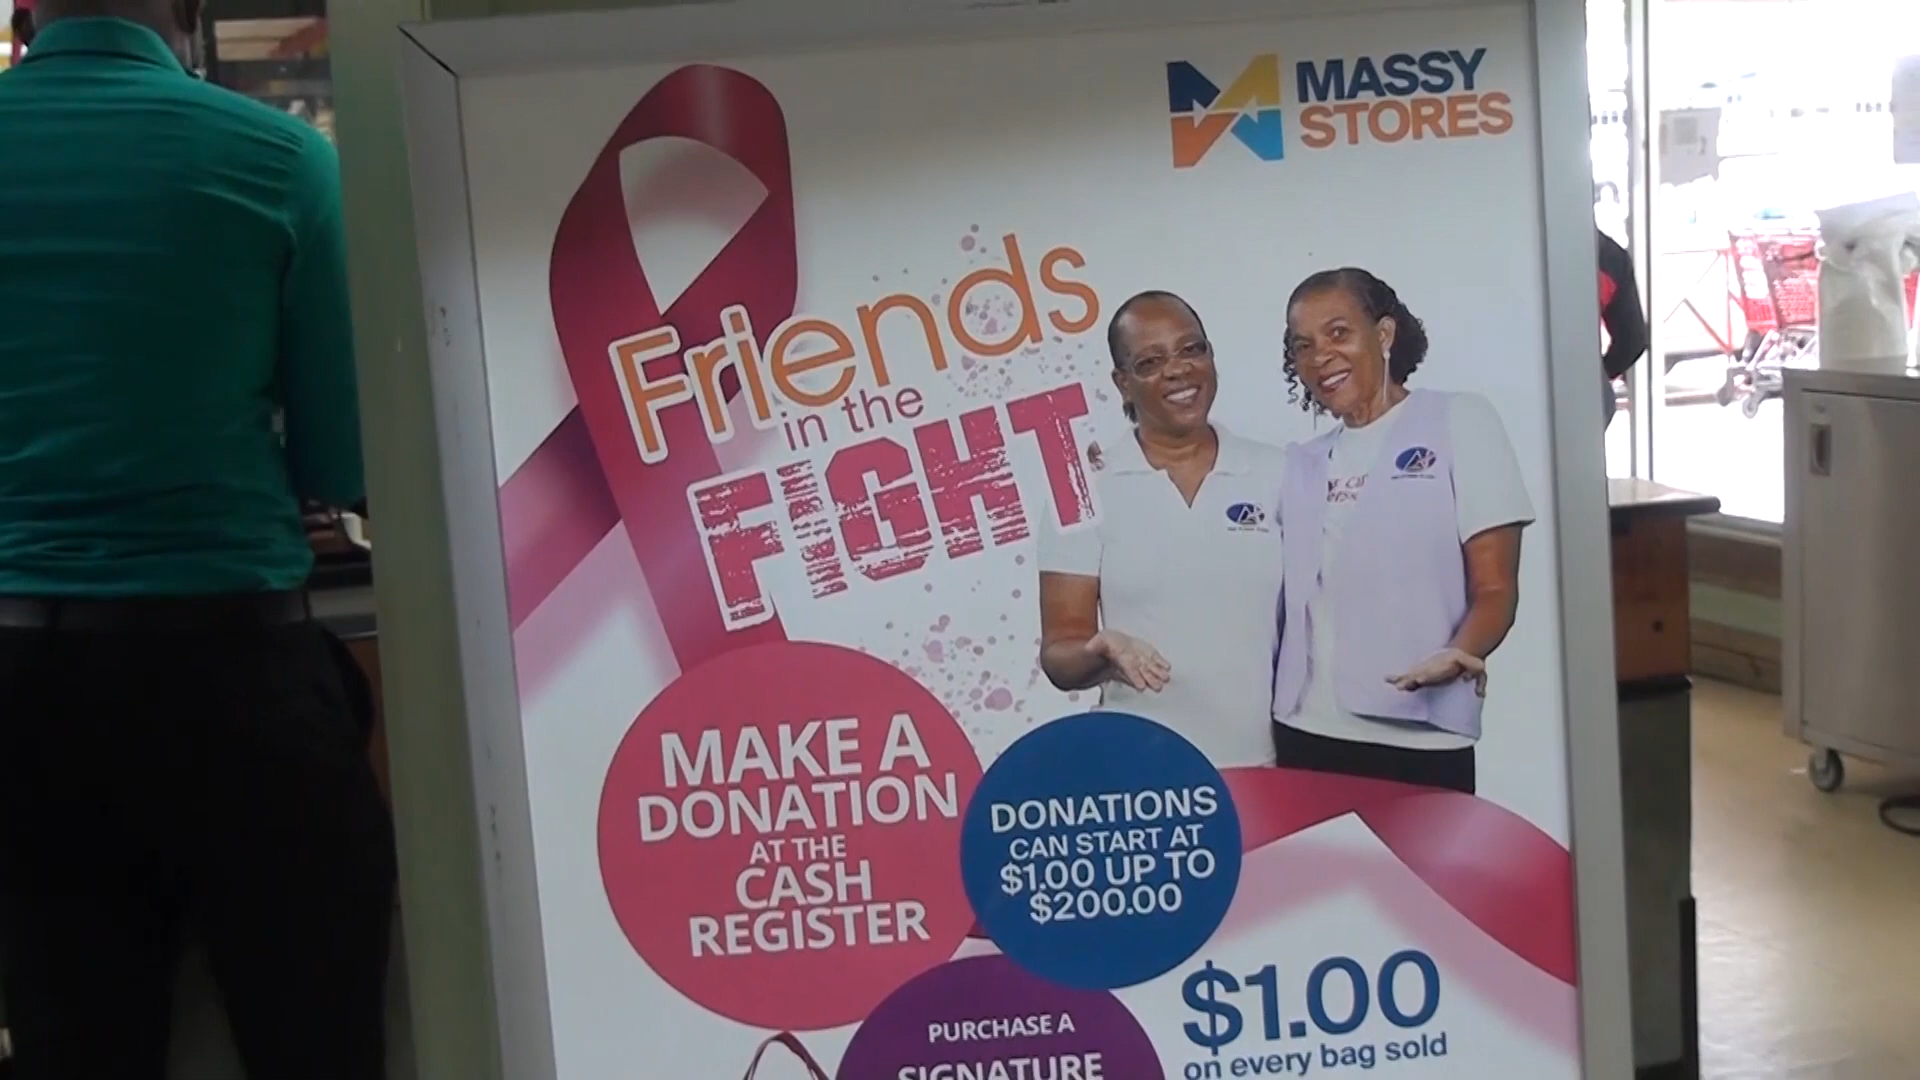 MASSY
STORES
Friends
in the
FIGHT
MAKE A
DONATION
AT THE
CASH
REGISTER
DONATIONS
CAN START AT
$1.00 UP TO
$200.00
PURCHASE A
SIGNATURE
$1.00
on every bag sold